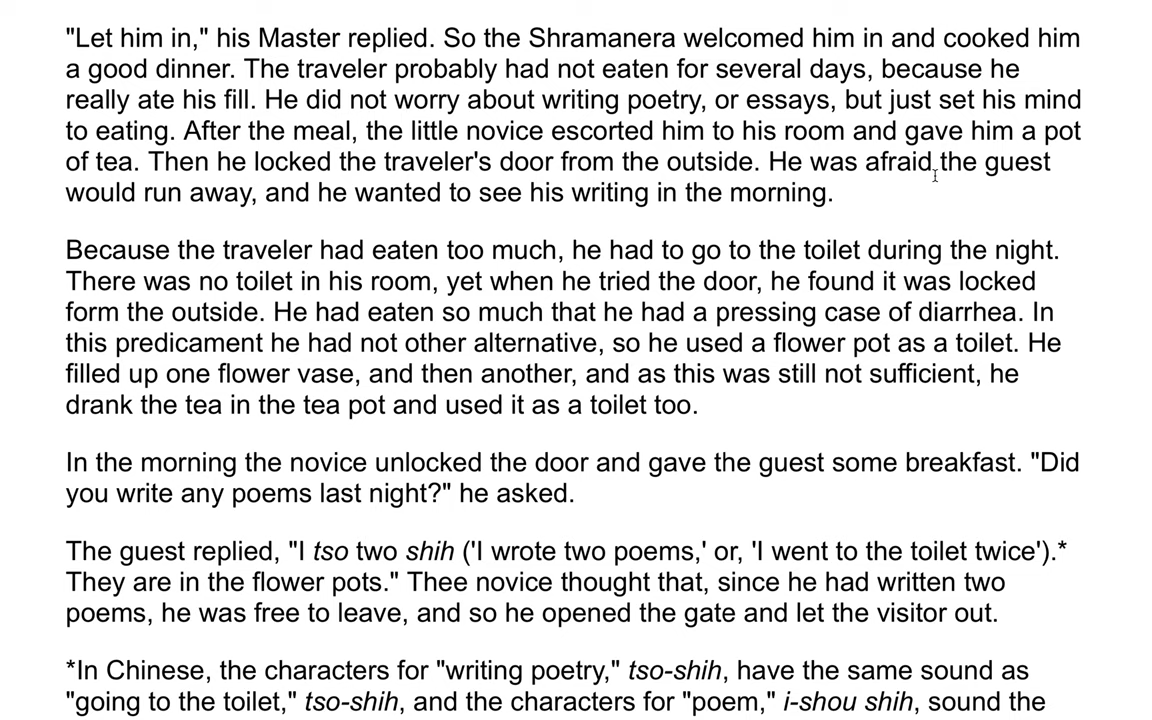 "Let him in," his Master replied. So the Shramanera welcomed him in and cooked him
a good dinner. The traveler probably had not eaten for several days, because he
really ate his fill. He did not worry about writing poetry, or essays, but just set his mind
to eating. After the meal, the little novice escorted him to his room and gave him a pot
of tea. Then he locked the traveler's door from the outside. He was afraid the guest
would run away, and he wanted to see his writing in the morning.
Because the traveler had eaten too much, he had to go to the toilet during the night.
There was no toilet in his room, yet when he tried the door, he found it was locked
form the outside. He had eaten so much that he had a pressing case of diarrhea. In
this predicament he had not other alternative, so he used a flower pot as a toilet. He
filled up one flower vase, and then another, and as this was still not sufficient, he
drank the tea in the tea pot and used it as a toilet too.
In the morning the novice unlocked the door and gave the guest some breakfast. "Did
you write any poems last night?" he asked.
The guest replied, "I tso two shih ('I wrote two poems,' or, 'I went to the toilet twice').*
They are in the flower pots." Thee novice thought that, since he had written two
poems, he was free to leave, and so he opened the gate and let the visitor out.
*In Chinese, the characters for "writing poetry," tso-shih, have the same sound as
"going to the toilet," tso-shih, and the characters for "poem," i-shou shih, sound the